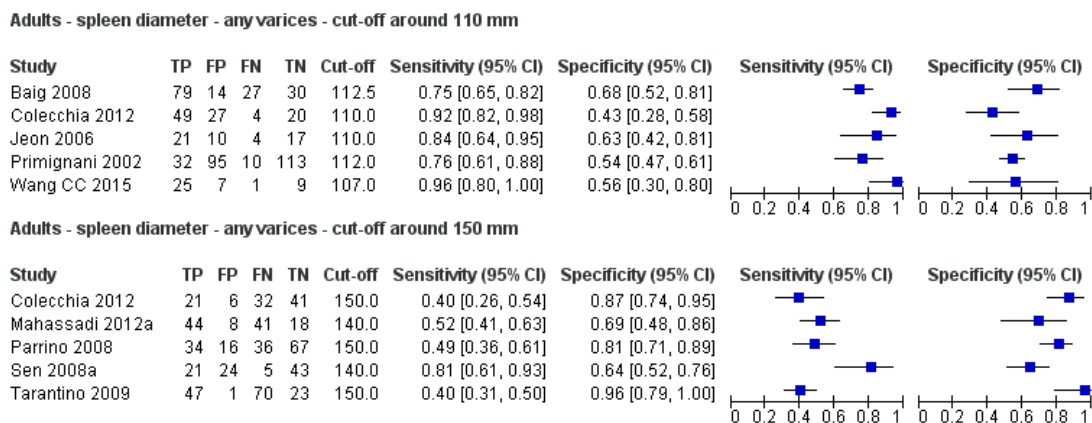 Adults - spleen diameter - any varices - cut-off around 110 mm
Study TP FP FN TN Cut-off Sensitivity (95% CI) Specificity (95% CI) Sensitivity (95% CI) Specificity (95% CI)
Baig 2008 79 14 27 30 112.5 0.75 [0.65, 0.82] 0.68 [0.52, 0.81]
Colecchia 2012 49 27 4 20 110.0 0.92 [0.82, 0.98] 0.43 [0.28, 0.58]
Jeon 2006 21 10 4 17 110.0 0.84 [0.64, 0.95] 0.63 [0.42, 0.81]
Primignani 2002 32 95 10 113 112.0 0.76 [0.61, 0.88] 0.54 [0.47, 0.61]
Wang CC 2015 25 7 1 9 107.0 0.96 [0.80, 1.00] 0.56 [0.30, 0.80]
0 0.2 0.4 0.6 0.8 1 0 0.2 0.4 0.6 0.8 1
Adults - spleen diameter - any varices - cut-off around 150 mm
Study TP FP FN TN Cut-off Sensitivity (95% CI) Specificity (95% CI) Sensitivity (95% CI) Specificity (95% CI)
Colecchia 2012 21 6 32 41 150.0 0.40 [0.26, 0.54] 0.87 [0.74, 0.95]
Mahassadi 2012a 44 8 41 18 140.0 0.52 [0.41, 0.63] 0.69 [0.48, 0.86]
Parrino 2008 34 16 36 67 150.0 0.49 [0.36, 0.61] 0.81 [0.71, 0.89]
Sen 2008a 21 24 5 43 140.0 0.81 [0.61, 0.93] 0.64 [0.52, 0.76]
Tarantino 2009 47 1 70 23 150.0 0.40 [0.31, 0.50] 0.96 [0.79, 1.00]
0 0.2 0.4 0.6 0.8 1 0 0.2 0.4 0.6 0.8 1